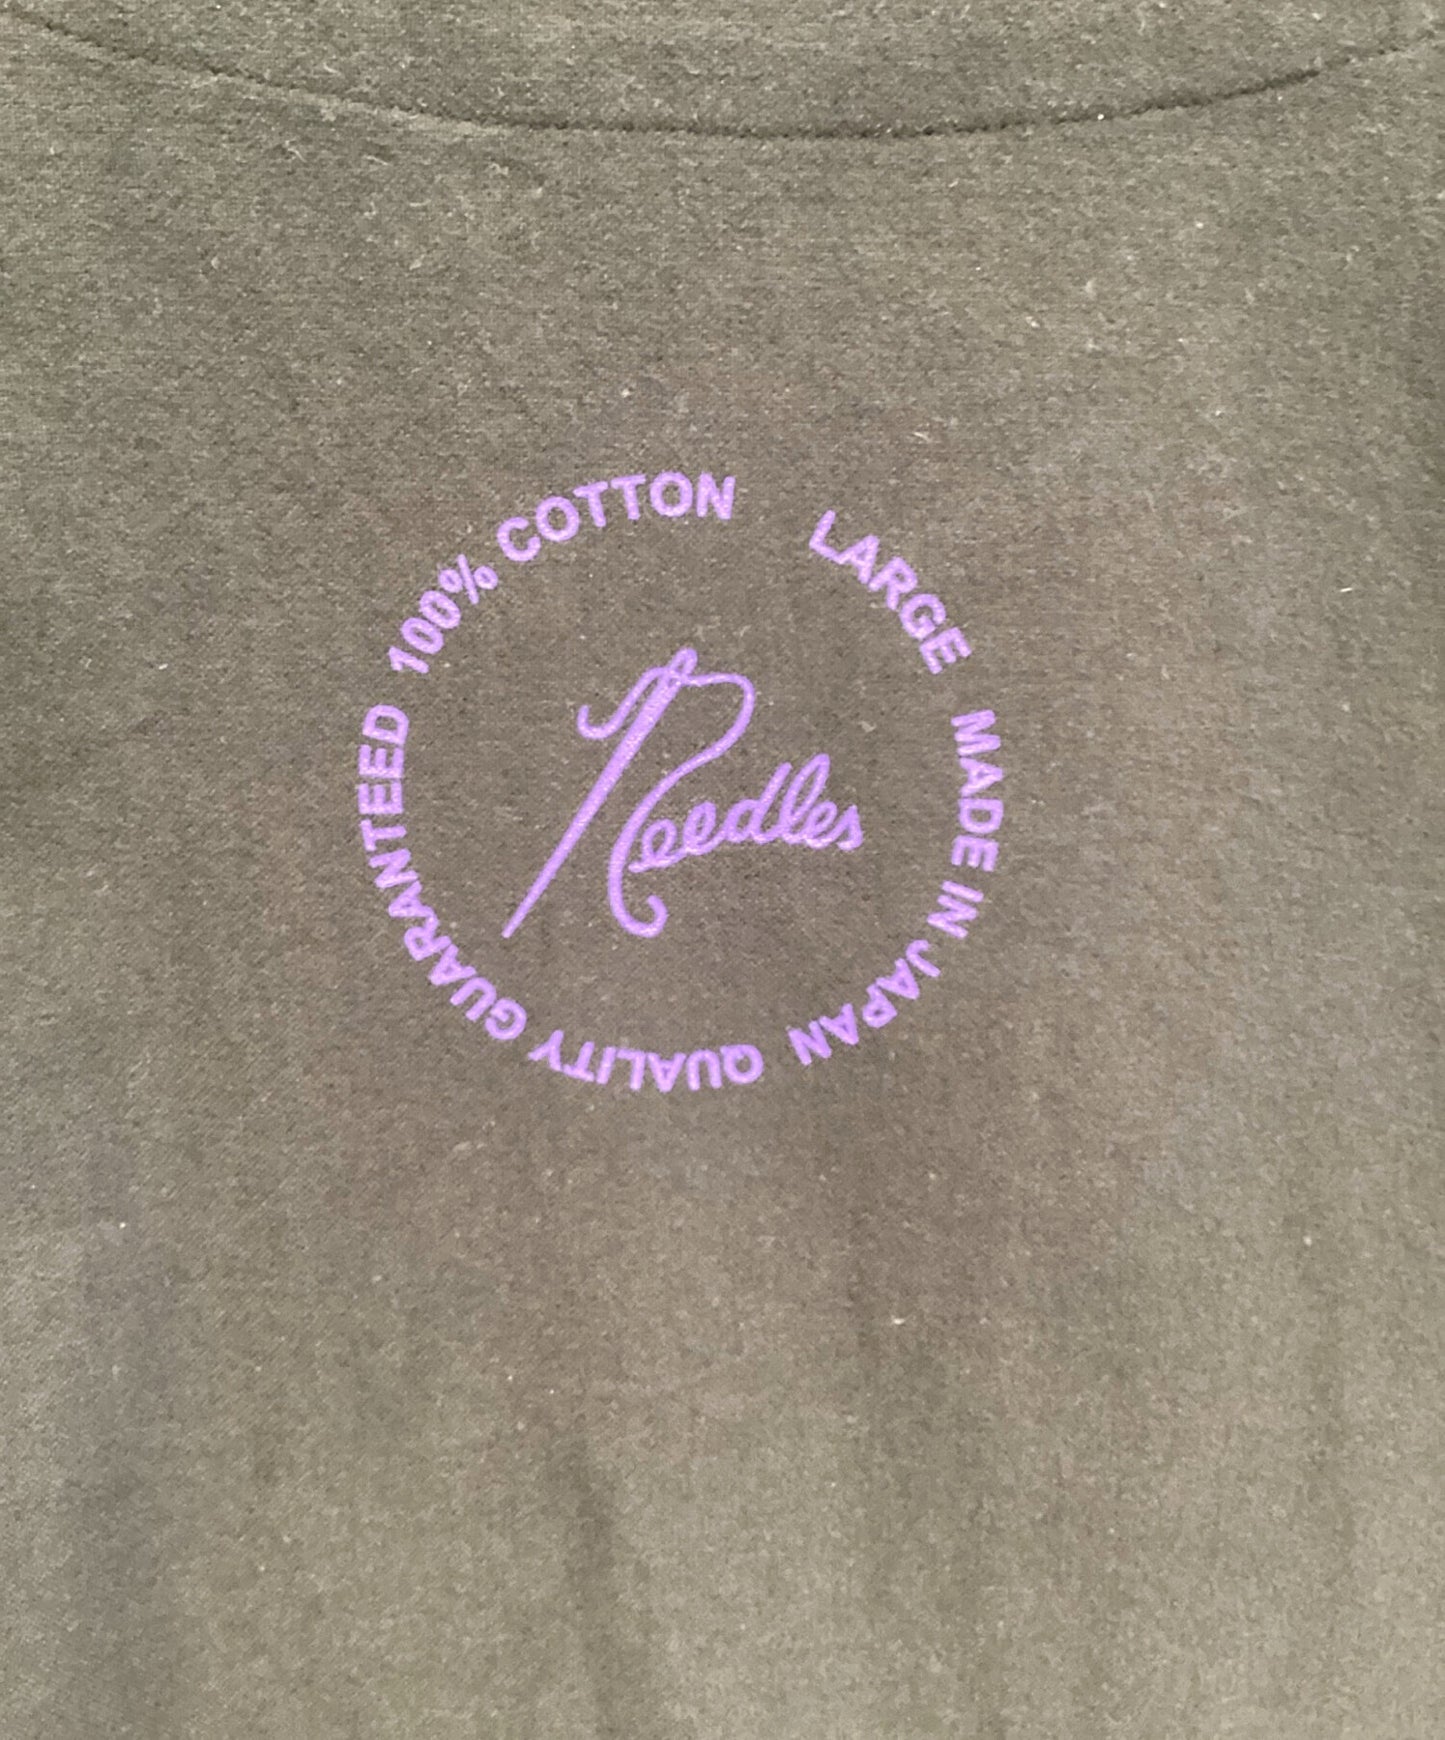 100% COTTON
LARGE
MADE IN JAPAN
QUALITY GUARANTEED
Needles